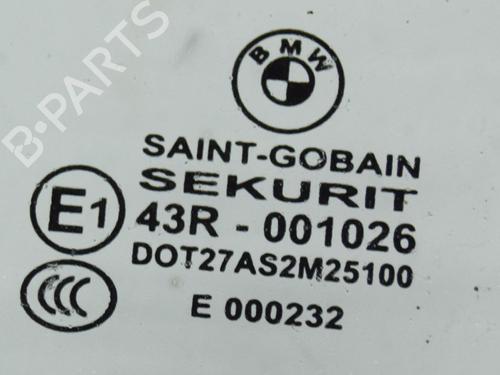 BMW
SAINT-GOBAIN
SEKURIT
E1 43R - 001026
DOT27AS2M25100
CCC
E 000232
B-PARTS